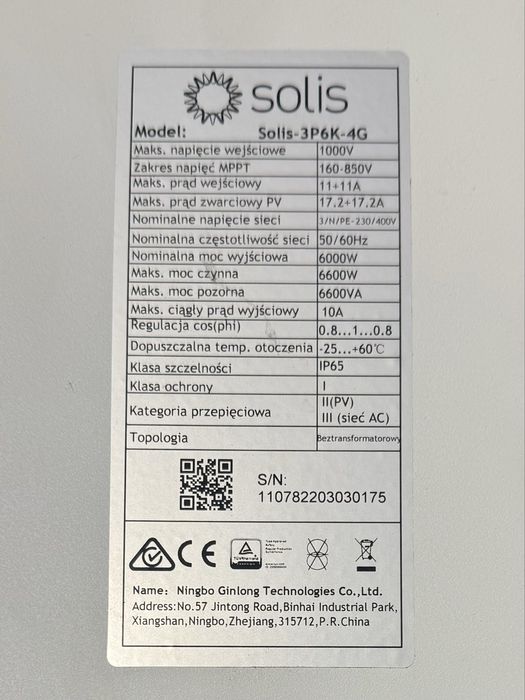 solis
Model: Solis-3P6K-4G
Maks. napięcie wejściowe 1000V
Zakres napięć MPPT 160-850V
Maks. prąd wejściowy 11+11A
Maks. prąd zwarciowy PV 17.2+17.2A
Nominalne napięcie sieci 3/N/PE-230/400V
Nominalna częstotliwość sieci 50/60Hz
Nominalna moc wyjściowa 6000W
Maks. moc czynna 6600W
Maks. moc pozorna 6600VA
Maks. ciągły prąd wyjściowy 10A
Regulacja cos(phi) 0.8...1...0.8
Dopuszczalna temp. otoczenia -25...+60℃
Klasa szczelności IP65
Klasa ochrony I
Kategoria przepięciowa II(PV)
III (sieć AC)
Topologia Beztransformatorowy
S/N:
110782203030175
CE
Name: Ningbo Ginlong Technologies Co.,Ltd.
Address:No.57 Jintong Road,Binhai Industrial Park,
Xiangshan,Ningbo,Zhejiang,315712,P.R.China